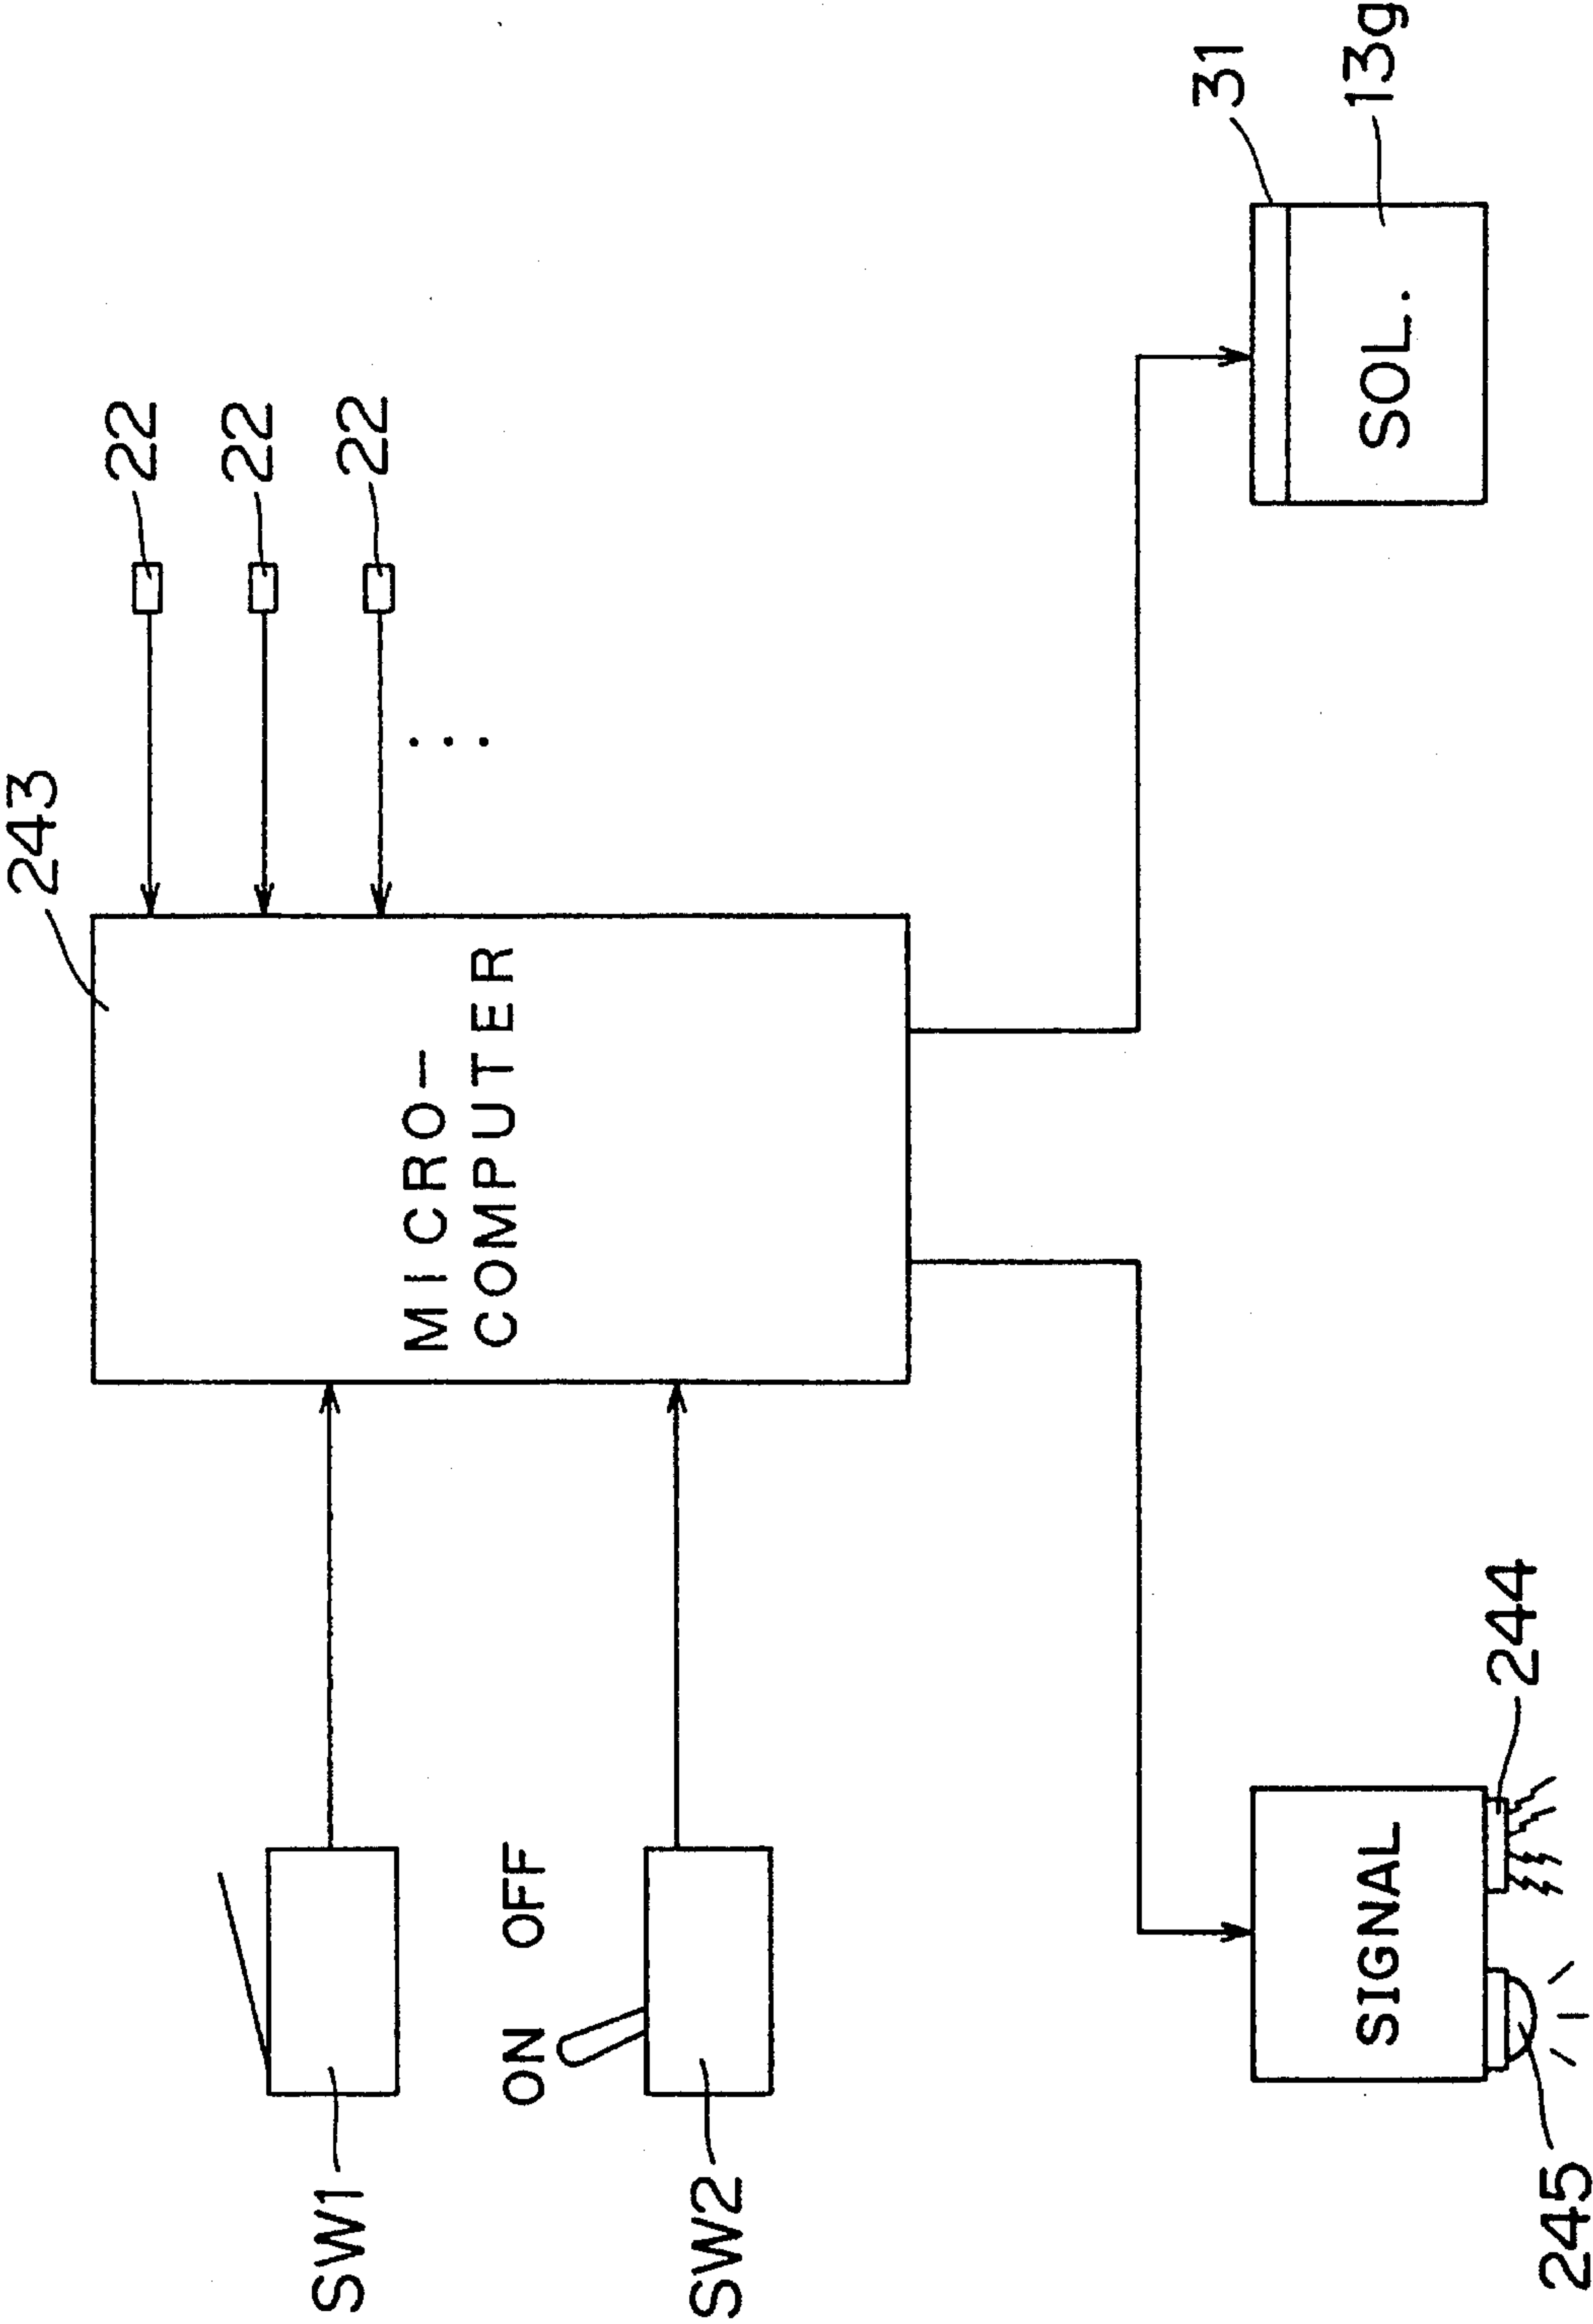 243
22
22
22
MICRO-
COMPUTER
SW1
ON OFF
SW2
31
SOL.
13g
SIGNAL
244
245